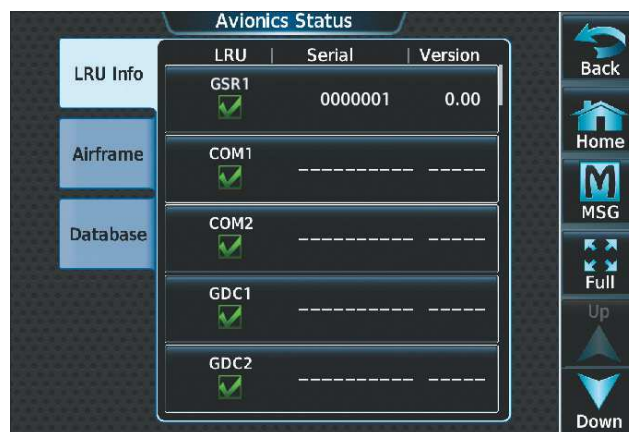 Avionics Status
LRU Info
Airframe
Database
LRU | Serial | Version
GSR1
0000001 0.00
COM1
---------- ------
COM2
---------- ------
GDC1
---------- ------
GDC2
---------- ------
Back
Home
MSG
Full
Up
Down